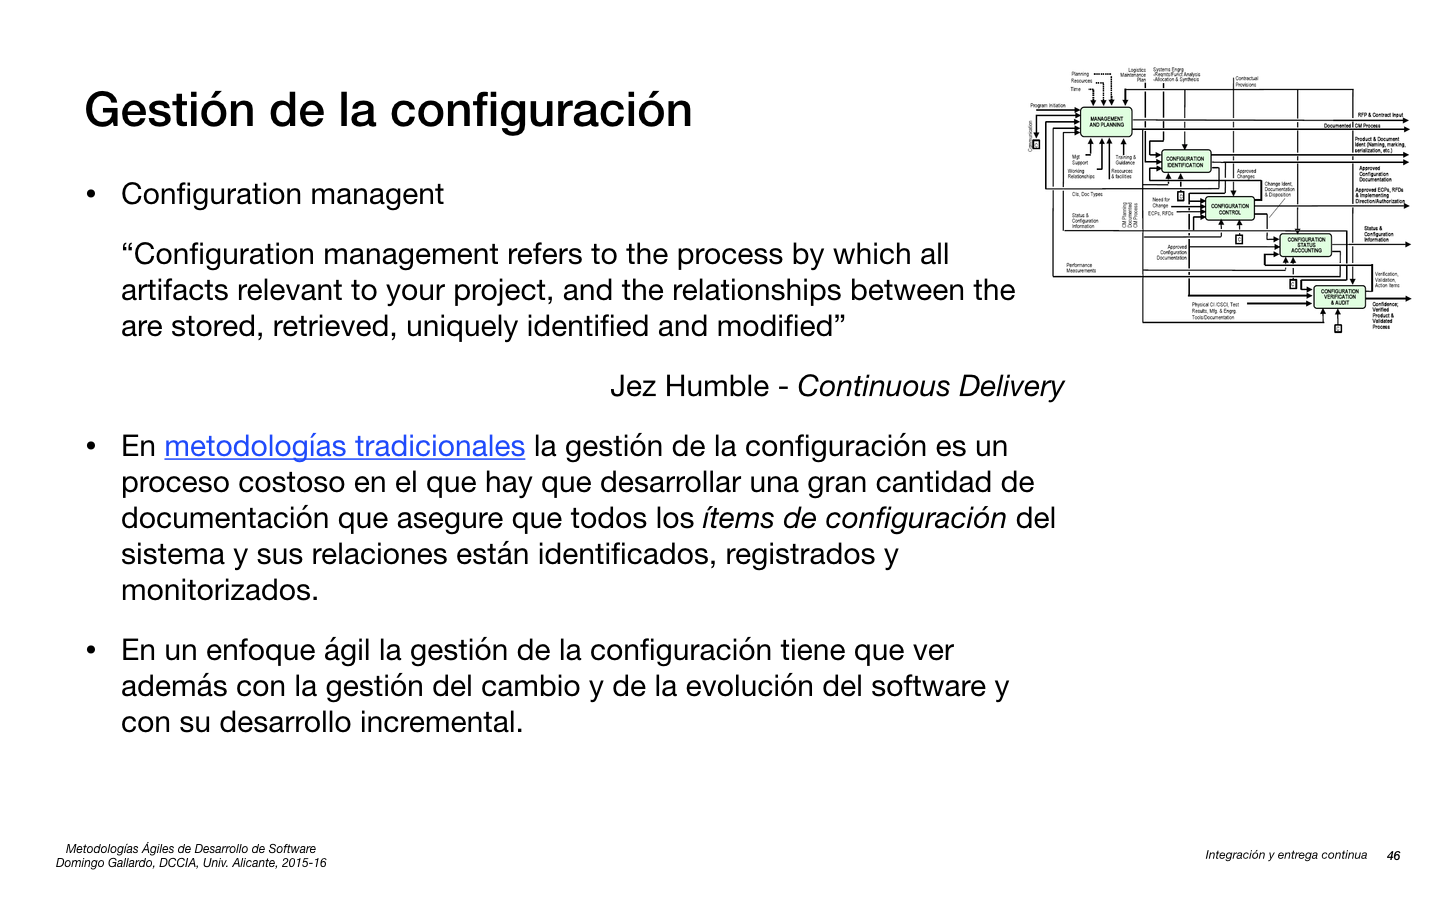 Gestión de la configuración
• Configuration managent
“Configuration management refers to the process by which all
artifacts relevant to your project, and the relationships between the
are stored, retrieved, uniquely identified and modified”
Jez Humble - Continuous Delivery
• En metodologías tradicionales la gestión de la configuración es un
proceso costoso en el que hay que desarrollar una gran cantidad de
documentación que asegure que todos los ítems de configuración del
sistema y sus relaciones están identificados, registrados y
monitorizados.
• En un enfoque ágil la gestión de la configuración tiene que ver
además con la gestión del cambio y de la evolución del software y
con su desarrollo incremental.
Planning
Resources
Time
Logistics
Maintenance
Plan
Systems Engrg
-Allocation & Synthesis
Contractual
Provisions
Program Initiation
MANAGEMENT
AND PLANNING
RFP & Contract Input
Documented CM Process
Product & Document
Ident (Naming, marking,
serialization, etc.)
Mgt
Support
Working
Relationships
Training &
Guidance
Resources
& facilities
CONFIGURATION
IDENTIFICATION
Approved
Configuration
Documentation
Approved
Changes
Change Ident,
Documentation
& Disposition
Approved ECPs, RFDs
& Implementing
Direction/Authorization
CIs, Doc Types
Need for
Change
ECPs, RFDs
CONFIGURATION
CONTROL
Status &
Configuration
Information
CM Planning
Documented
CM Process
Status &
Configuration
Information
CONFIGURATION
STATUS
ACCOUNTING
Approved
Configuration
Documentation
Performance
Measurements
Verification,
Validation,
Action Items
CONFIGURATION
VERIFICATION
& AUDIT
Physical CI /CSCI, Test
Results, Mfg. & Engrg.
Tools/Documentation
Confidence;
Verified
Product &
Validated
Process
Metodologías Ágiles de Desarrollo de Software
Domingo Gallardo, DCCIA, Univ. Alicante, 2015-16
Integración y entrega continua 46